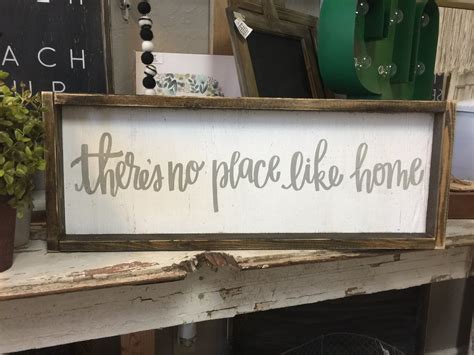 there's no place like home